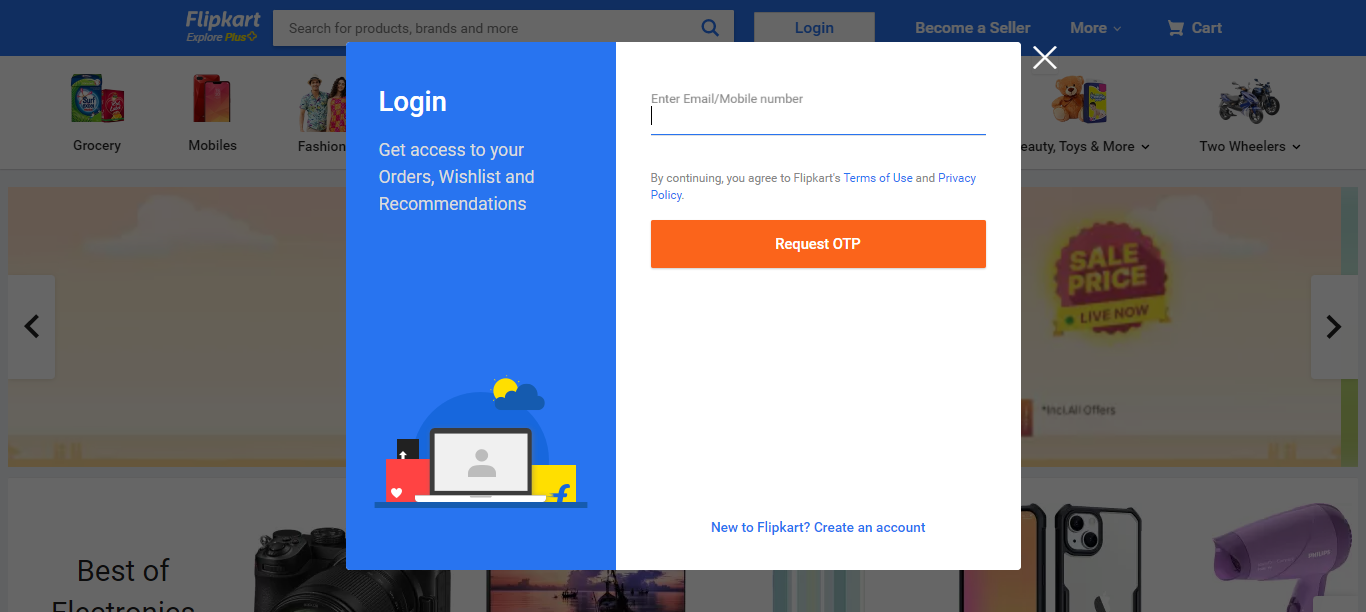 Flipkart
Explore Plus
Search for products, brands and more
Login
Become a Seller
More
Cart
Grocery
Mobiles
Fashion
eauty, Toys & More
Two Wheelers
Login
Get access to your
Orders, Wishlist and
Recommendations
Enter Email/Mobile number
By continuing, you agree to Flipkart's Terms of Use and Privacy
Policy.
Request OTP
New to Flipkart? Create an account
SALE
PRICE
LIVE NOW
*Incl.All Offers
Best of
Electronics
PHILIPS